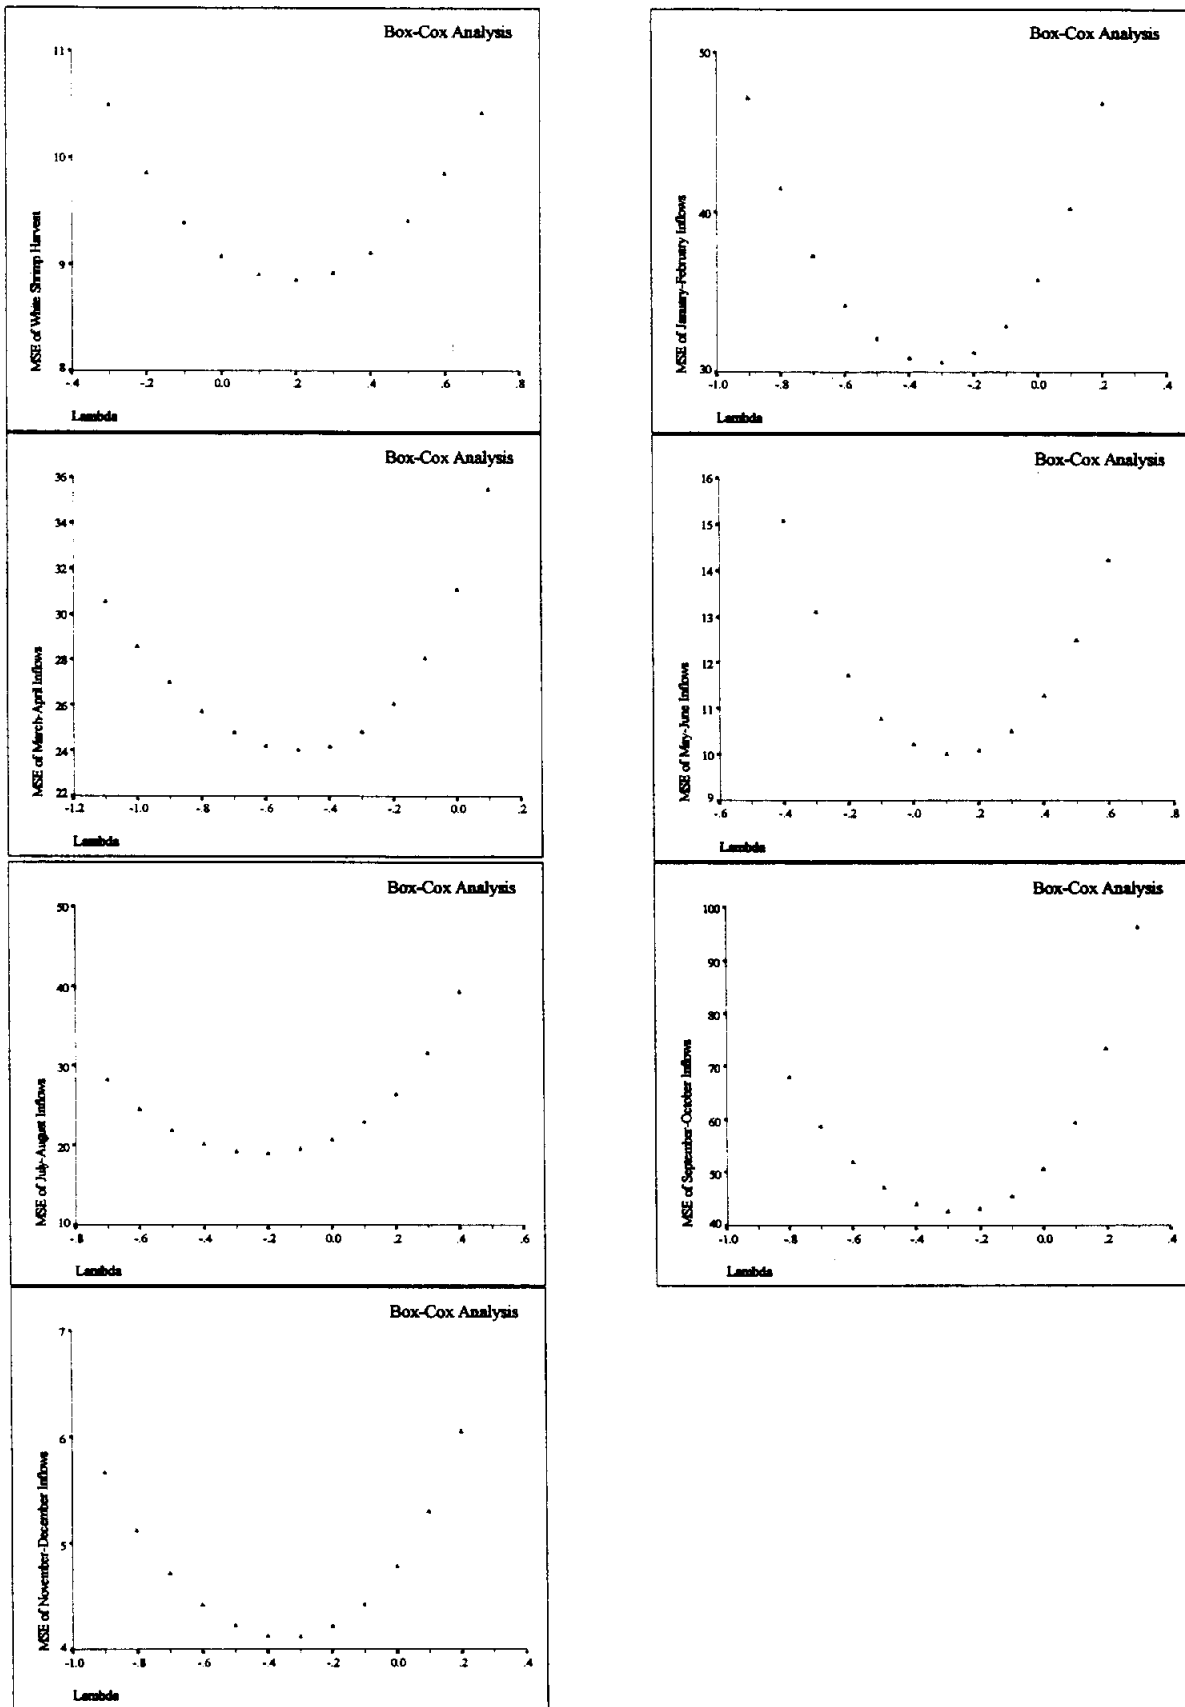 Box-Cox Analysis
MSE of White Shrimp Harvest
11
10
9
8
-.4 -.2 0.0 .2 .4 .6 .8
Lambda
Box-Cox Analysis
MSE of January-February Inflows
50
40
30
-1.0 -.8 -.6 -.4 -.2 0.0 .2 .4
Lambda
Box-Cox Analysis
MSE of March-April Inflows
36
34
32
30
28
26
24
22
-1.2 -1.0 -.8 -.6 -.4 -.2 0.0 .2
Lambda
Box-Cox Analysis
MSE of May-June Inflows
16
15
14
13
12
11
10
9
-.6 -.4 -.2 -.0 .2 .4 .6 .8
Lambda
Box-Cox Analysis
MSE of July-August Inflows
50
40
30
20
10
-.8 -.6 -.4 -.2 0.0 .2 .4 .6
Lambda
Box-Cox Analysis
MSE of September-October Inflows
100
90
80
70
60
50
40
-1.0 -.8 -.6 -.4 -.2 0.0 .2 .4
Lambda
Box-Cox Analysis
MSE of November-December Inflows
7
6
5
4
-1.0 -.8 -.6 -.4 -.2 0.0 .2 .4
Lambda